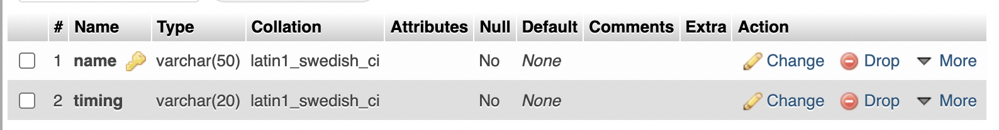 # Name Type Collation Attributes Null Default Comments Extra Action
1 name varchar(50) latin1_swedish_ci No None Change Drop More
2 timing varchar(20) latin1_swedish_ci No None Change Drop More